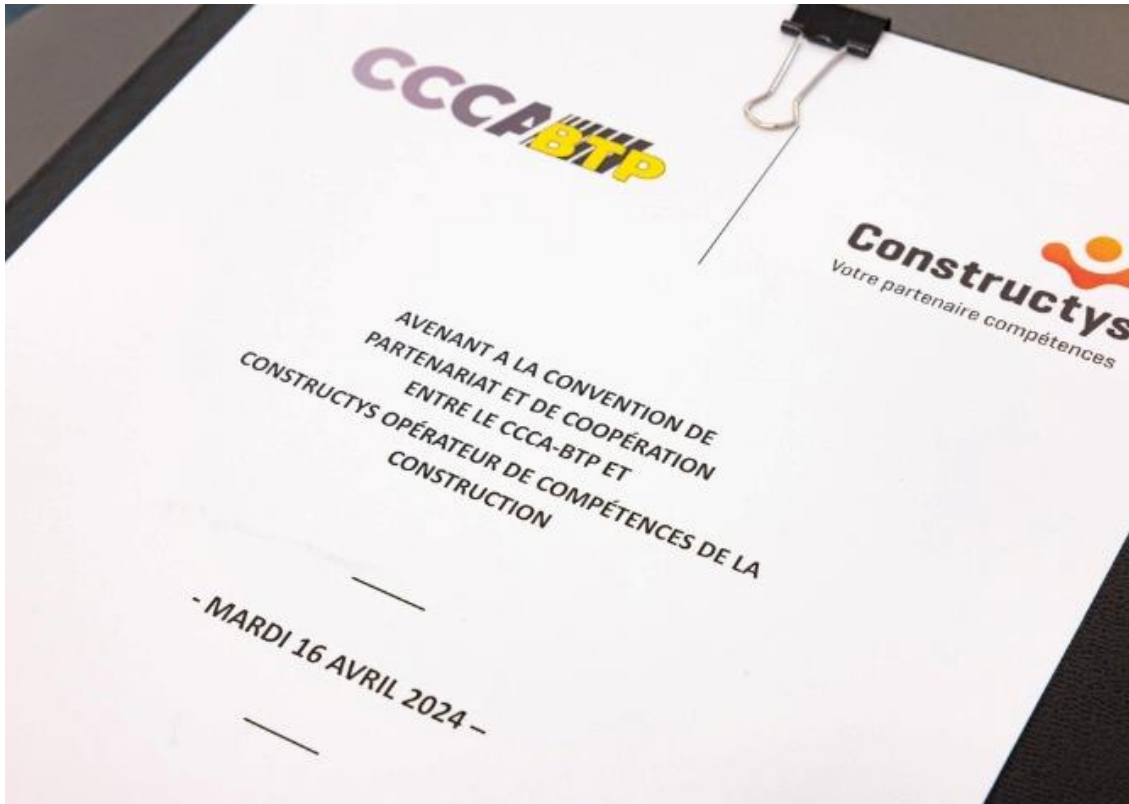 CCCA BTP
Constructys
Votre partenaire compétences
AVENANT A LA CONVENTION DE
PARTENARIAT ET DE COOPÉRATION
ENTRE LE CCCA-BTP ET
CONSTRUCTYS OPÉRATEUR DE COMPÉTENCES DE LA
CONSTRUCTION
- MARDI 16 AVRIL 2024 –